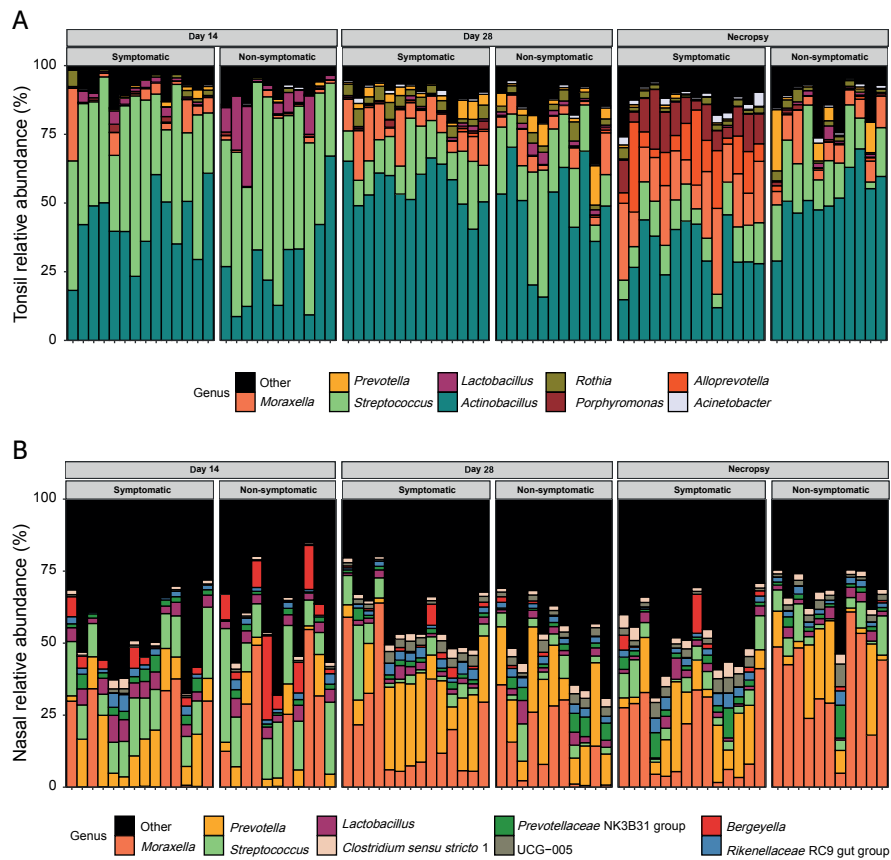 A
Day 14 Day 28 Necropsy
Symptomatic Non-symptomatic Symptomatic Non-symptomatic Symptomatic Non-symptomatic
Tonsil relative abundance (%)
100
75
50
25
0
Genus
Other Prevotella Lactobacillus Rothia Alloprevotella
Moraxella Streptococcus Actinobacillus Porphyromonas Acinetobacter
B
Day 14 Day 28 Necropsy
Symptomatic Non-symptomatic Symptomatic Non-symptomatic Symptomatic Non-symptomatic
Nasal relative abundance (%)
100
75
50
25
0
Genus
Other Prevotella Lactobacillus Prevotellaceae NK3B31 group Bergeyella
Moraxella Streptococcus Clostridium sensu stricto 1 UCG−005 Rikenellaceae RC9 gut group